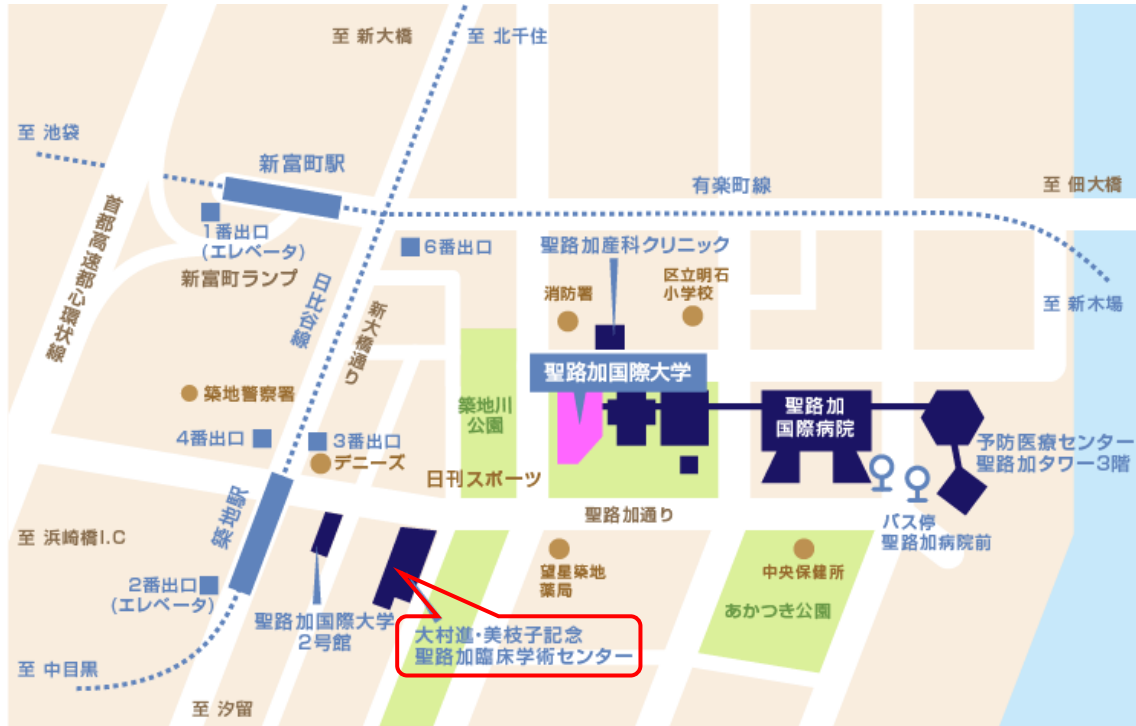 至 新大橋
至 北千住
至 池袋
新富町駅
有楽町線
至 佃大橋
首都高速都心環状線
1番出口
(エレベータ)
6番出口
聖路加産科クリニック
新富町ランプ
日比谷線
新大橋通り
消防署
区立明石
小学校
至 新木場
聖路加国際大学
築地警察署
築地川
公園
聖路加
国際病院
4番出口
3番出口
デニーズ
日刊スポーツ
予防医療センター
聖路加タワー3階
築地駅
聖路加通り
バス停
聖路加病院前
至 浜崎橋I.C
2番出口
(エレベータ)
望星築地
薬局
中央保健所
あかつき公園
聖路加国際大学
2号館
大村進・美枝子記念
聖路加臨床学術センター
至 中目黒
至 汐留